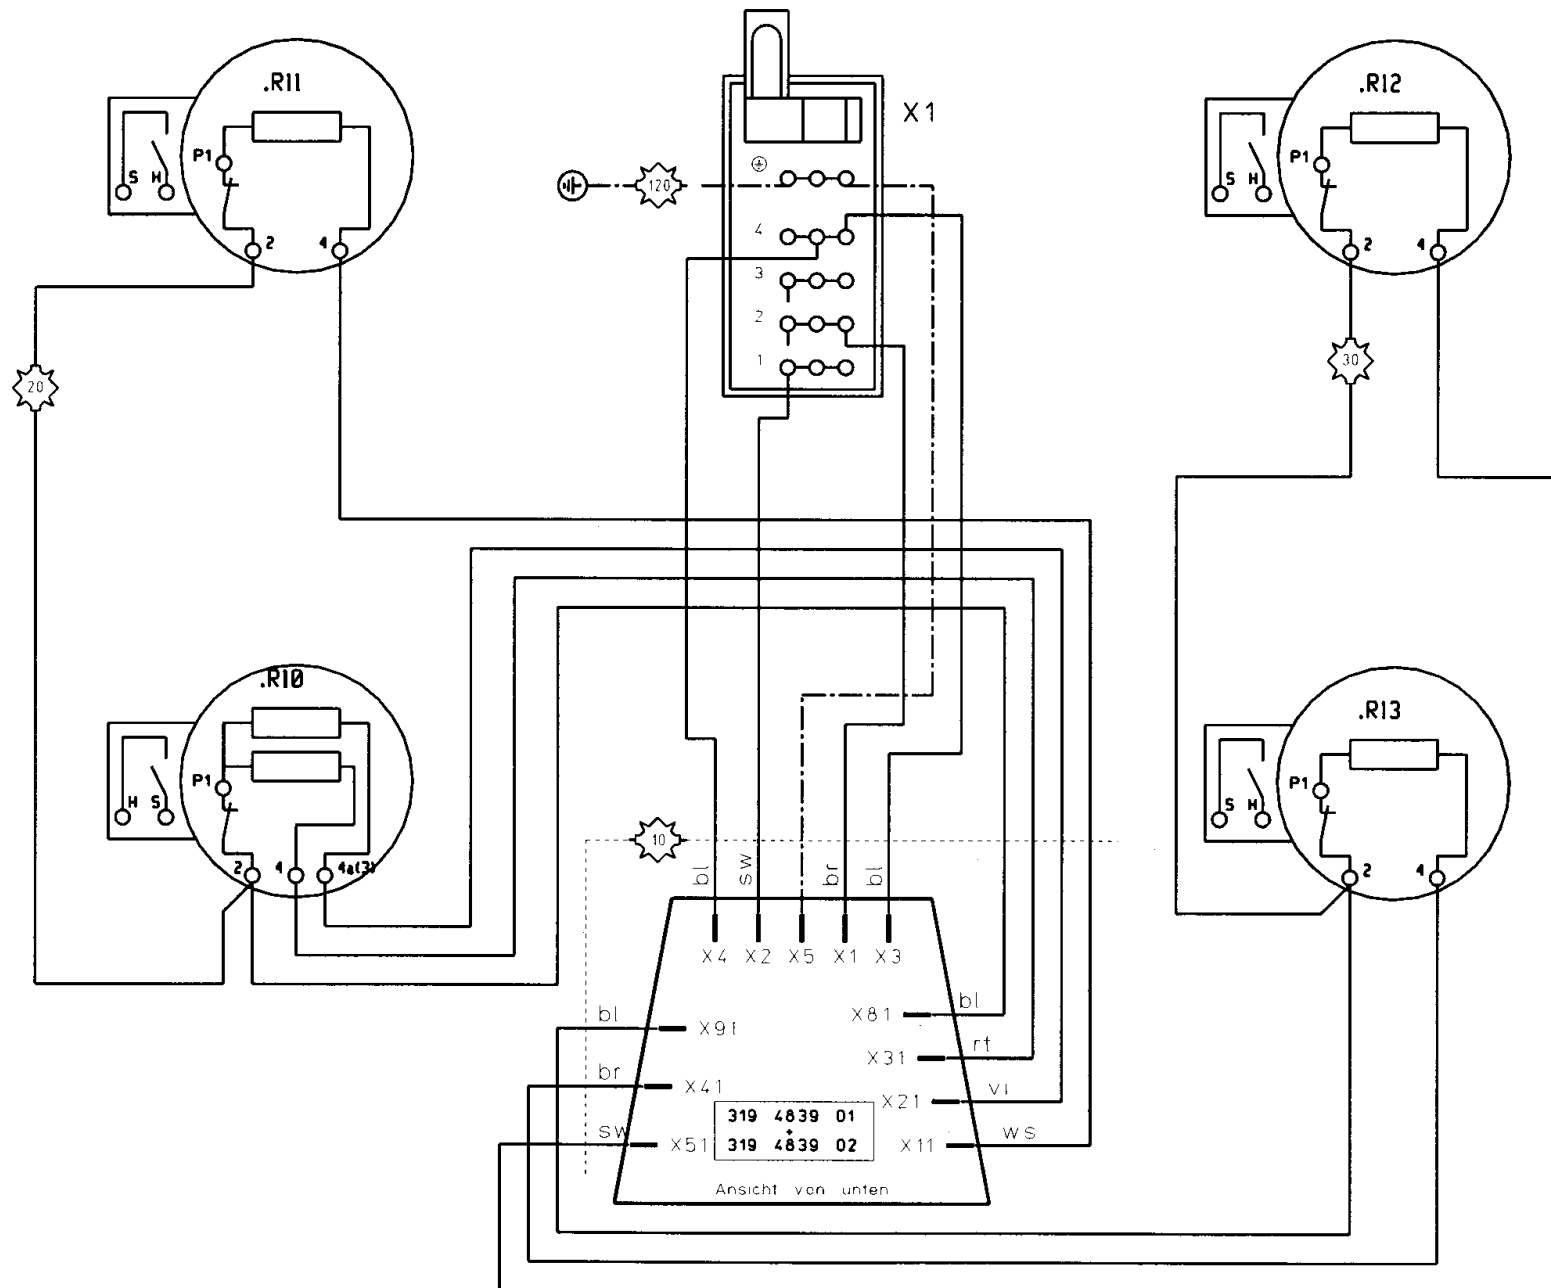 .R11
X1
.R12
P1
S H
2 4
120
4
3
2
1
P1
S H
2 4
20
30
.R10
.R13
P1
H S
2 4 4a(3)
P1
S H
2 4
10
bl sw br bl
X4 X2 X5 X1 X3
bl X91
X81 bl
X31 rt
br X41
X21 vi
sw X51
X11 ws
319 4839 01
+
319 4839 02
Ansicht von unten